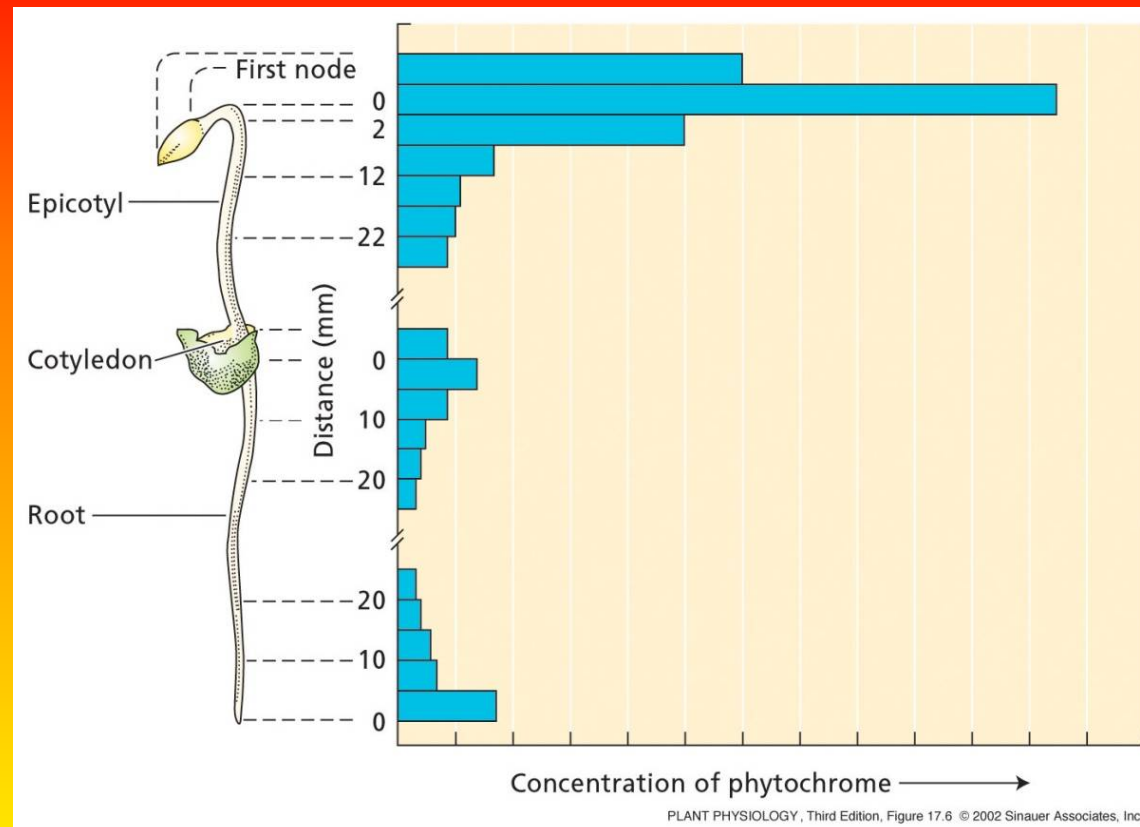 First node
0
2
12
Epicotyl
22
Distance (mm)
Cotyledon
0
10
20
Root
20
10
0
Concentration of phytochrome
PLANT PHYSIOLOGY, Third Edition, Figure 17.6 © 2002 Sinauer Associates, Inc